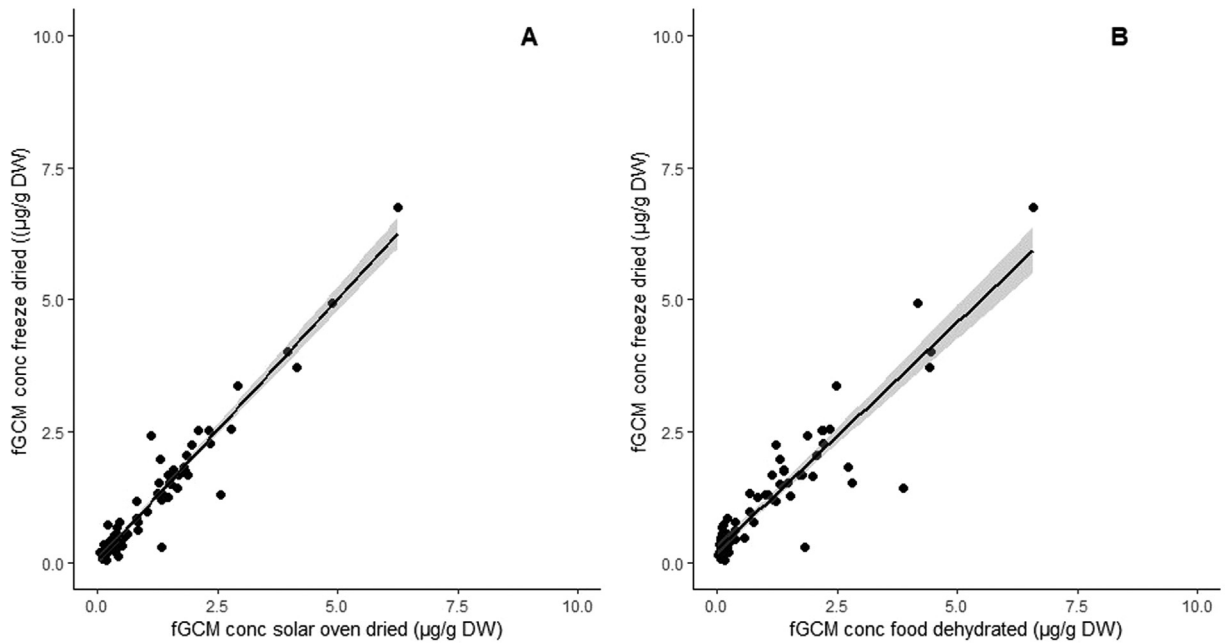 A
10.0
7.5
5.0
2.5
0.0
fGCM conc freeze dried ((µg/g DW)
0.0 2.5 5.0 7.5 10.0
fGCM conc solar oven dried (µg/g DW)
B
10.0
7.5
5.0
2.5
0.0
fGCM conc freeze dried (µg/g DW)
0.0 2.5 5.0 7.5 10.0
fGCM conc food dehydrated (µg/g DW)